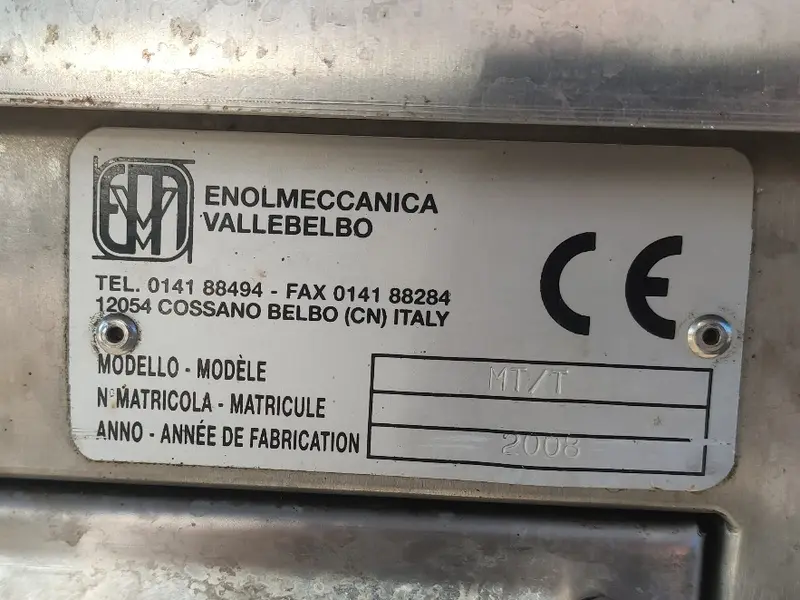 EMV
ENOLMECCANICA
VALLEBELBO
CE
TEL. 0141 88494 - FAX 0141 88284
12054 COSSANO BELBO (CN) ITALY
MODELLO - MODÈLE MT/T
N. MATRICOLA - MATRICULE
ANNO - ANNÉE DE FABRICATION 2008